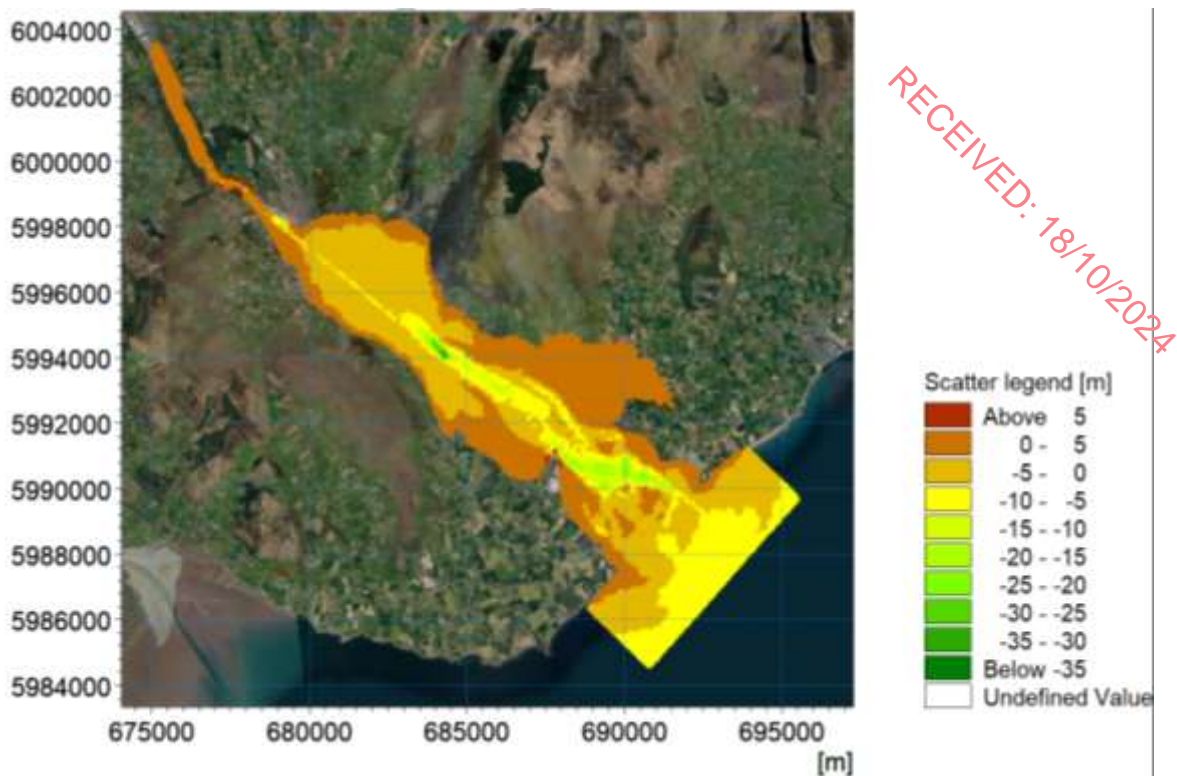 6004000
6002000
6000000
5998000
5996000
5994000
5992000
5990000
5988000
5986000
5984000
675000 680000 685000 690000 695000
[m]
RECEIVED: 18/10/2024
Scatter legend [m]
Above 5
0 - 5
-5 - 0
-10 - -5
-15 - -10
-20 - -15
-25 - -20
-30 - -25
-35 - -30
Below -35
Undefined Value